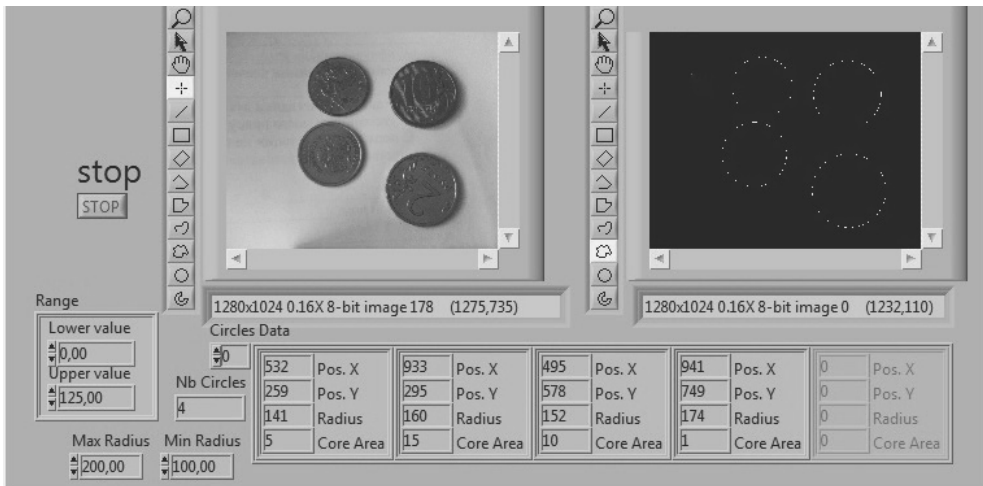 stop
STOP
1280x1024 0.16X 8-bit image 178 (1275,735)
1280x1024 0.16X 8-bit image 0 (1232,110)
Range
Lower value
0,00
Upper value
125,00
Max Radius
200,00
Min Radius
100,00
Nb Circles
4
Circles Data
0
532 Pos. X 933 Pos. X 495 Pos. X 941 Pos. X 0 Pos. X
259 Pos. Y 295 Pos. Y 578 Pos. Y 749 Pos. Y 0 Pos. Y
141 Radius 160 Radius 152 Radius 174 Radius 0 Radius
5 Core Area 15 Core Area 10 Core Area 1 Core Area 0 Core Area